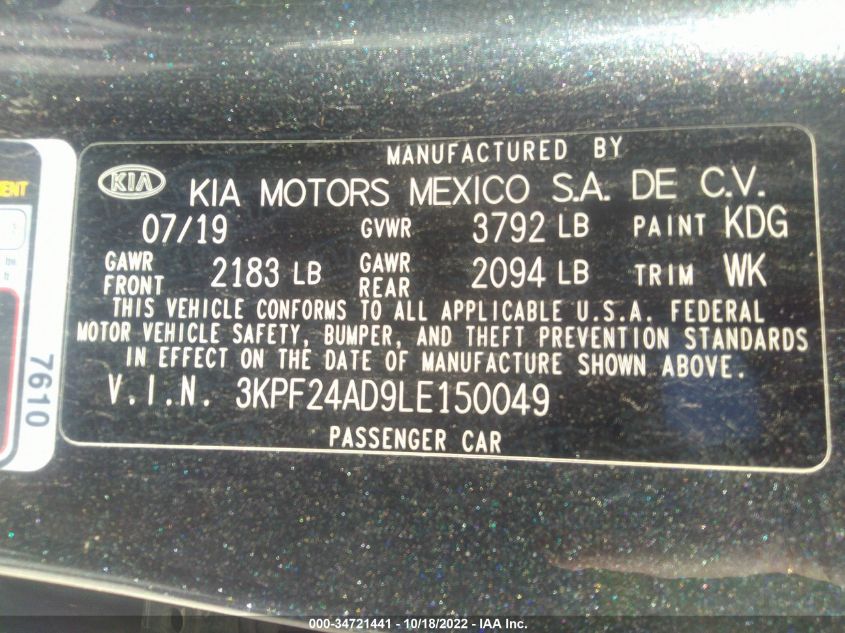 MANUFACTURED BY
KIA KIA MOTORS MEXICO S.A. DE C.V.
07/19 GVWR 3792 LB PAINT KDG
GAWR FRONT 2183 LB GAWR REAR 2094 LB TRIM WK
THIS VEHICLE CONFORMS TO ALL APPLICABLE U.S.A. FEDERAL
MOTOR VEHICLE SAFETY, BUMPER, AND THEFT PREVENTION STANDARDS
IN EFFECT ON THE DATE OF MANUFACTURE SHOWN ABOVE.
V.I.N. 3KPF24AD9LE150049
PASSENGER CAR
7610
000-34721441 - 10/18/2022 - IAA Inc.